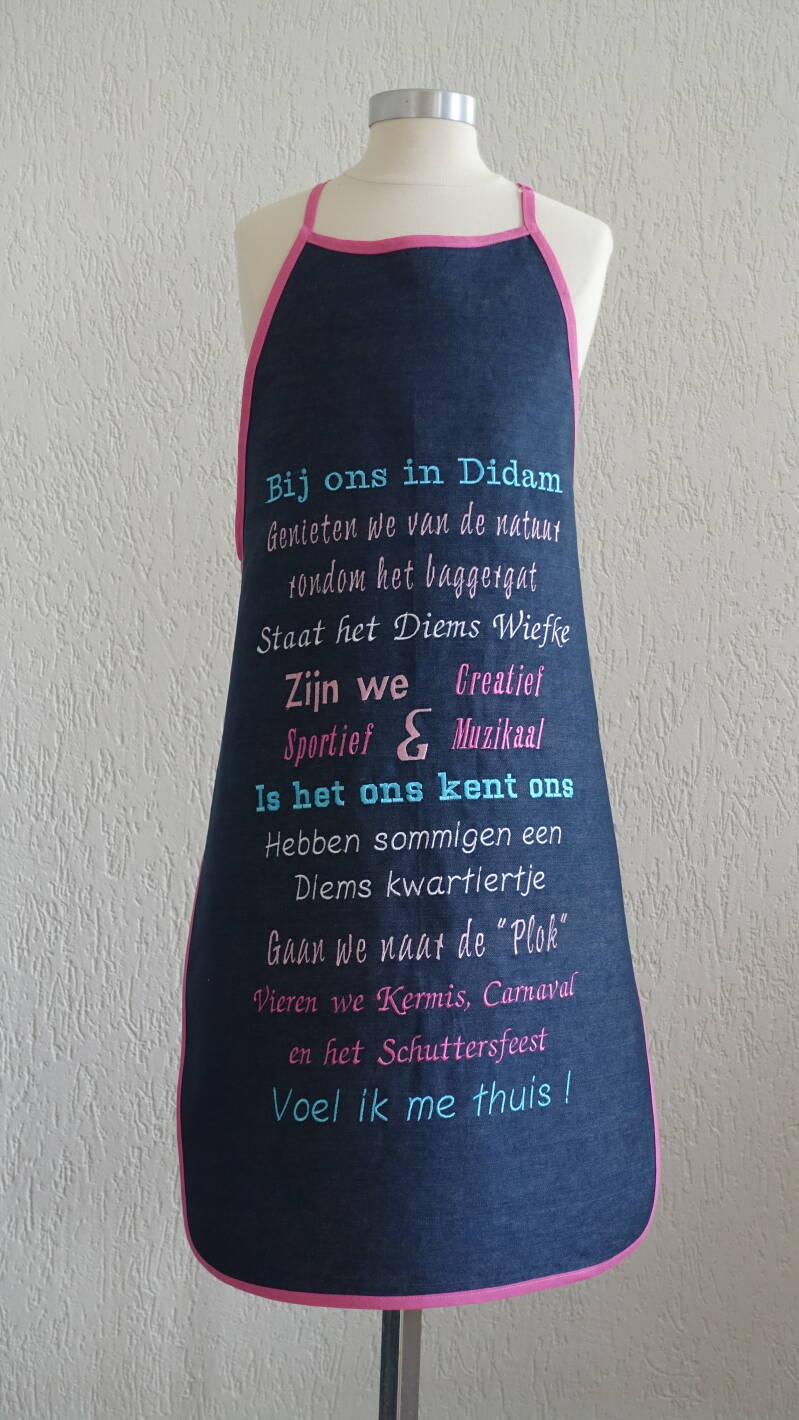 Bij ons in Didam
Genieten we van de natuur
rondom het baggergat
Staat het Diems Wiefke
Zijn we Creatief
Sportief & Muzikaal
Is het ons kent ons
Hebben sommigen een
Diems kwartiertje
Gaan we naar de "Plok"
Vieren we Kermis, Carnaval
en het Schuttersfeest
Voel ik me thuis !